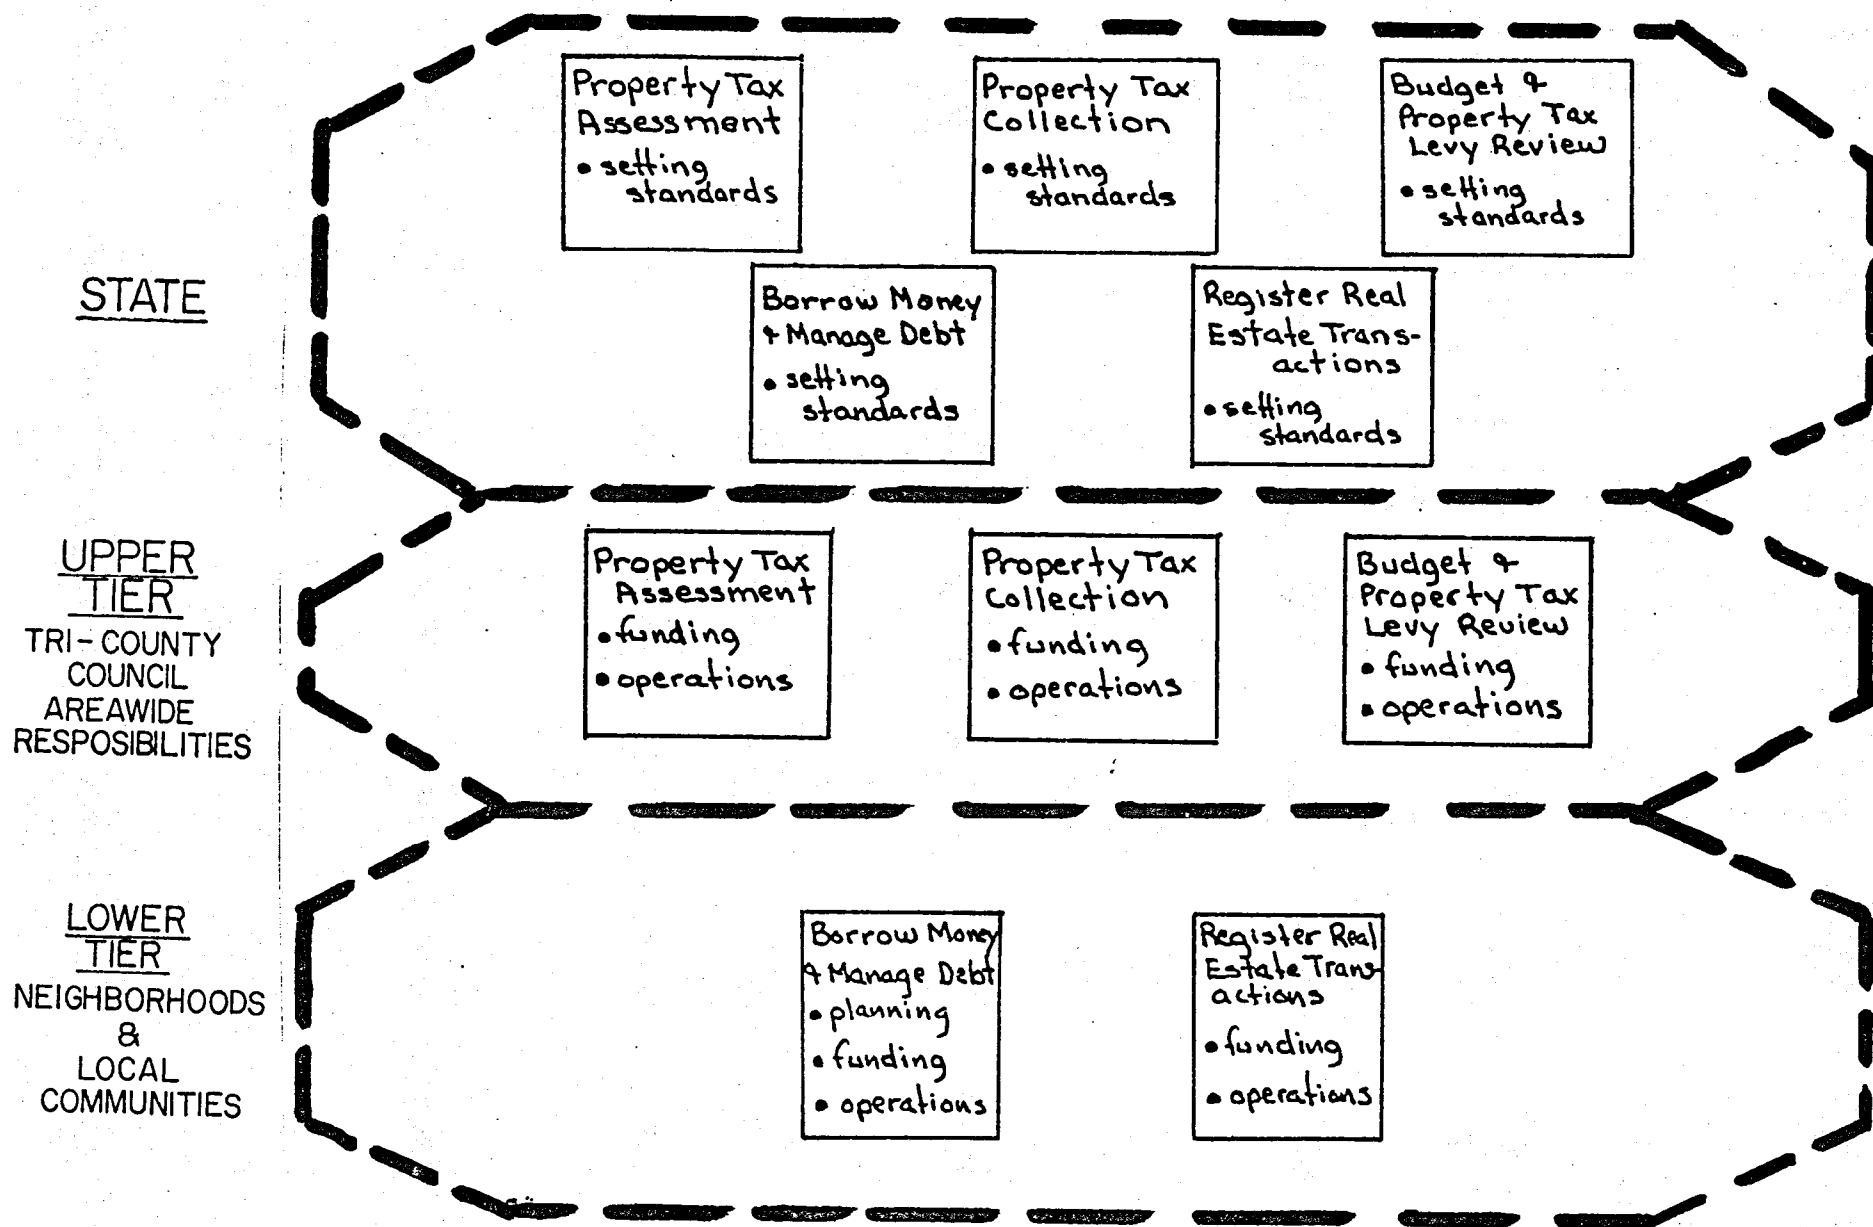 STATE
Property Tax
Assessment
• setting
standards
Property Tax
Collection
• setting
standards
Budget &
Property Tax
Levy Review
• setting
standards
Borrow Money
& Manage Debt
• setting
standards
Register Real
Estate Trans-
actions
• setting
standards
UPPER
TIER
TRI-COUNTY
COUNCIL
AREAWIDE
RESPOSIBILITIES
Property Tax
Assessment
• funding
• operations
Property Tax
Collection
• funding
• operations
Budget &
Property Tax
Levy Review
• funding
• operations
LOWER
TIER
NEIGHBORHOODS
&
LOCAL
COMMUNITIES
Borrow Money
& Manage Debt
• planning
• funding
• operations
Register Real
Estate Trans-
actions
• funding
• operations